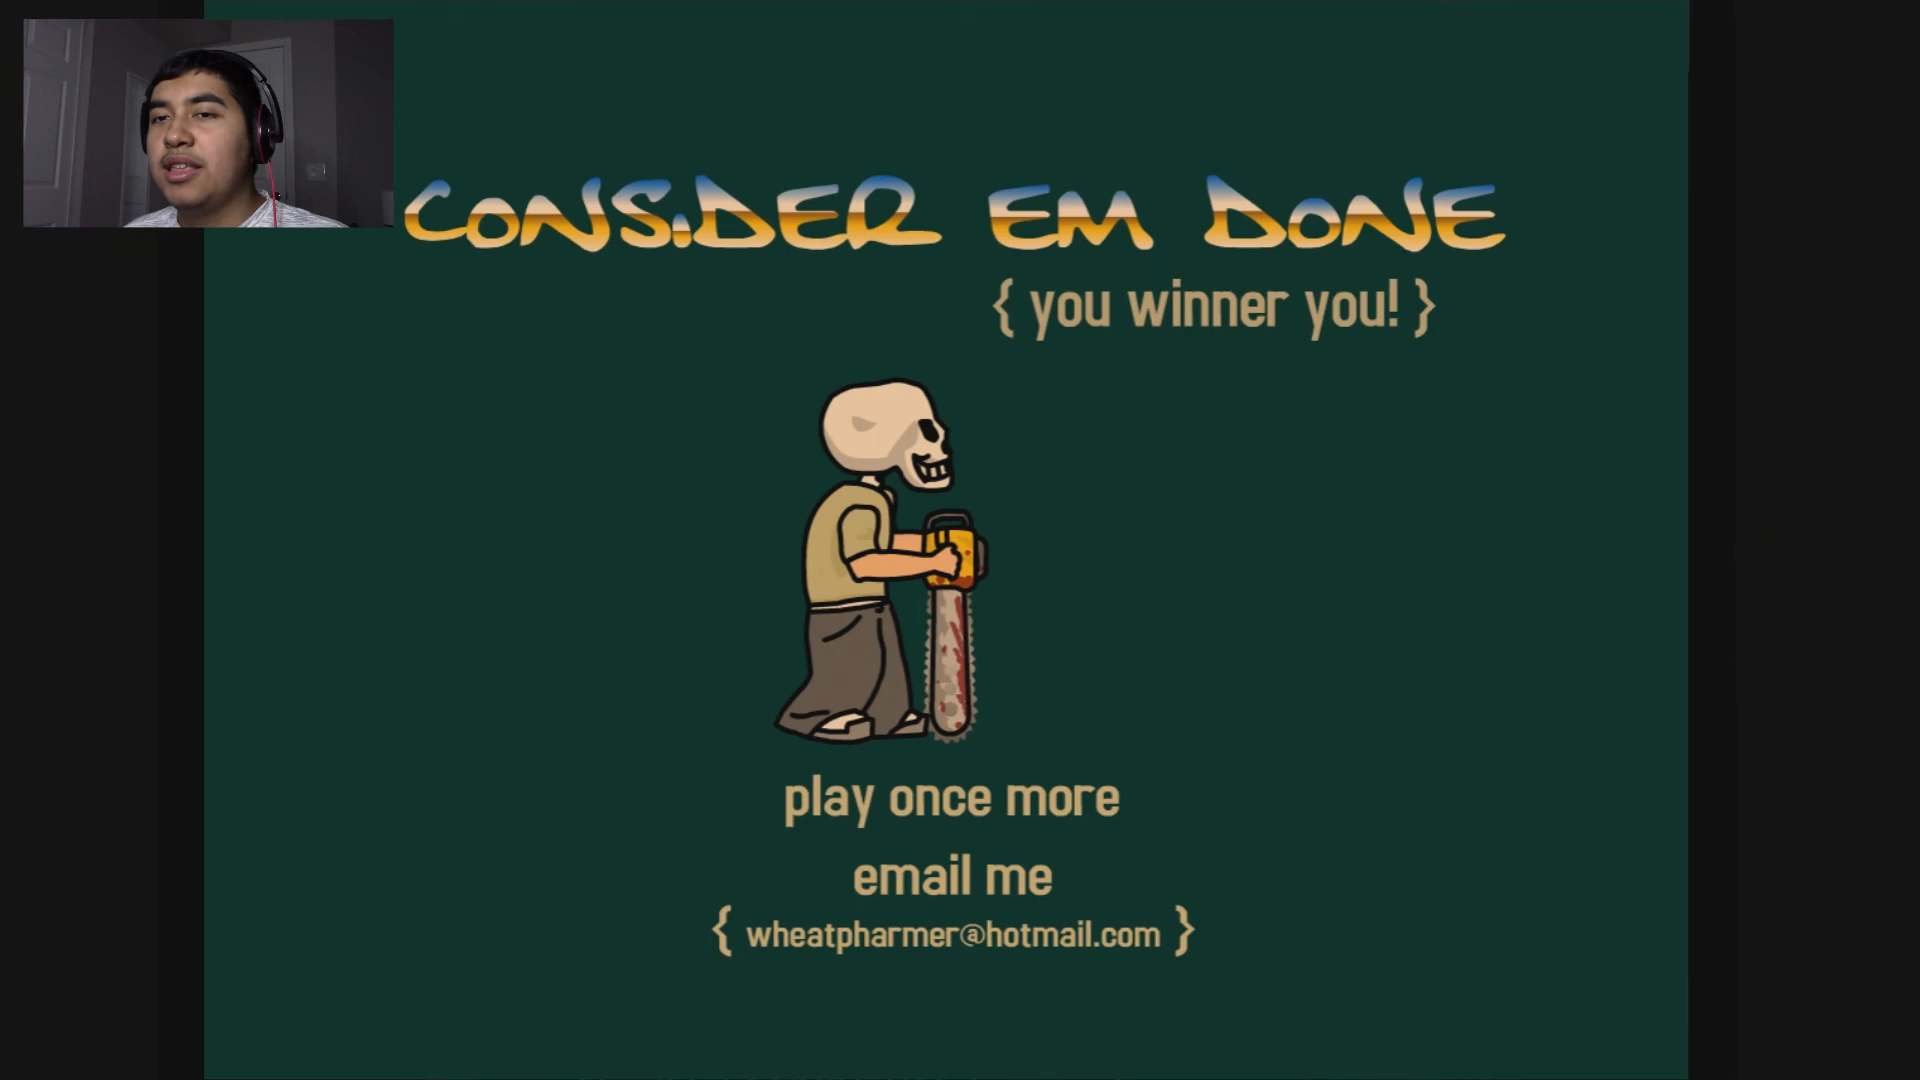 CONSIDER EM DONE
{ you winner you! }
play once more
email me
{ wheatpharmer@hotmail.com }